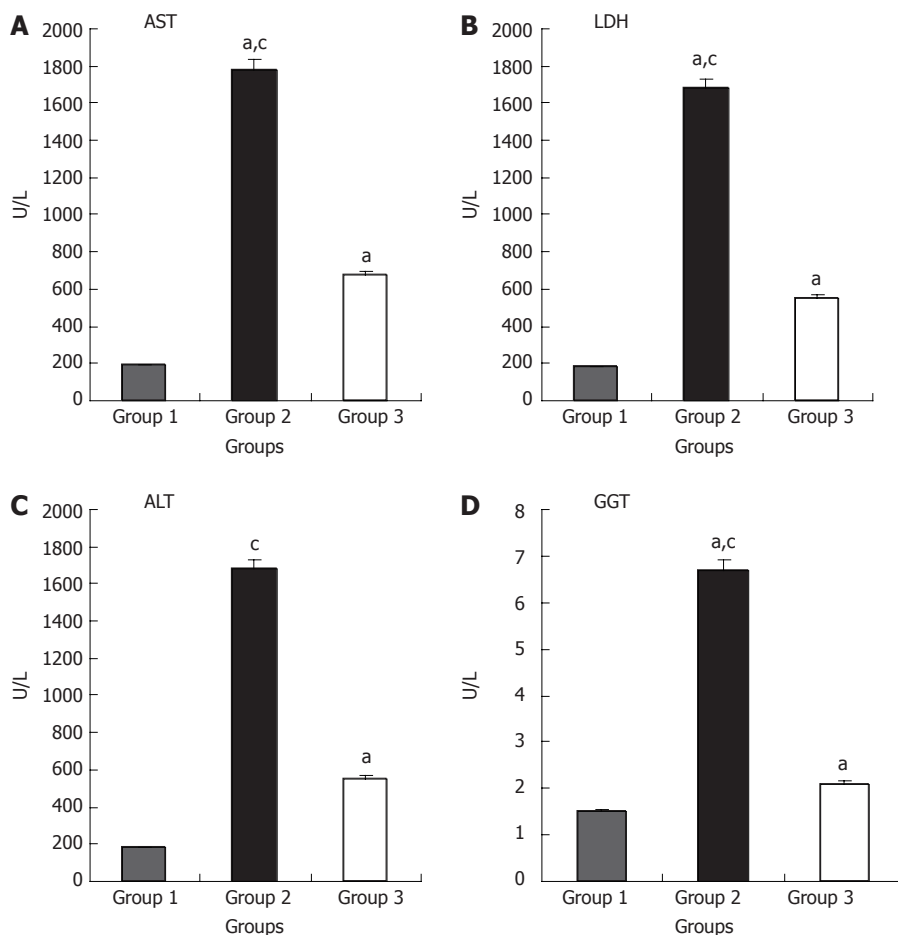 A AST
2000
1800
1600
1400
1200
1000
800
600
400
200
0
U/L
a,c
a
Group 1 Group 2 Group 3
Groups
B LDH
2000
1800
1600
1400
1200
1000
800
600
400
200
0
U/L
a,c
a
Group 1 Group 2 Group 3
Groups
C ALT
2000
1800
1600
1400
1200
1000
800
600
400
200
0
U/L
c
a
Group 1 Group 2 Group 3
Groups
D GGT
8
7
6
5
4
3
2
1
0
U/L
a,c
a
Group 1 Group 2 Group 3
Groups